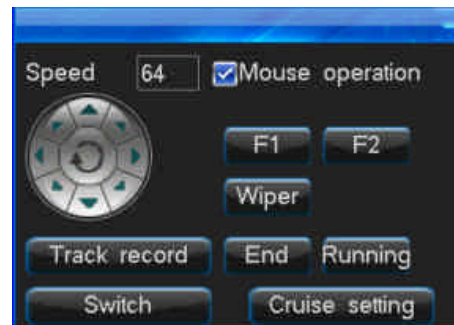 Speed 64 Mouse operation
F1 F2
Wiper
Track record End Running
Switch Cruise setting